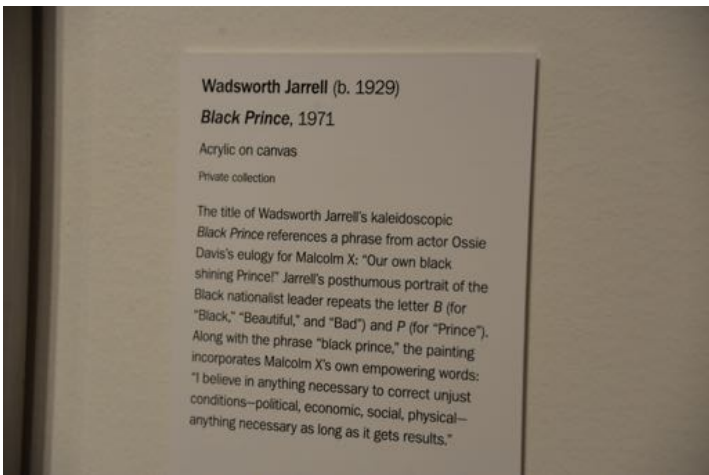 Wadsworth Jarrell (b. 1929)
Black Prince, 1971
Acrylic on canvas
Private collection
The title of Wadsworth Jarrell's kaleidoscopic
Black Prince references a phrase from actor Ossie
Davis's eulogy for Malcolm X: “Our own black
shining Prince!” Jarrell's posthumous portrait of the
Black nationalist leader repeats the letter B (for
“Black,” “Beautiful,” and “Bad”) and P (for “Prince”).
Along with the phrase “black prince,” the painting
incorporates Malcolm X's own empowering words:
“I believe in anything necessary to correct unjust
conditions—political, economic, social, physical—
anything necessary as long as it gets results.”